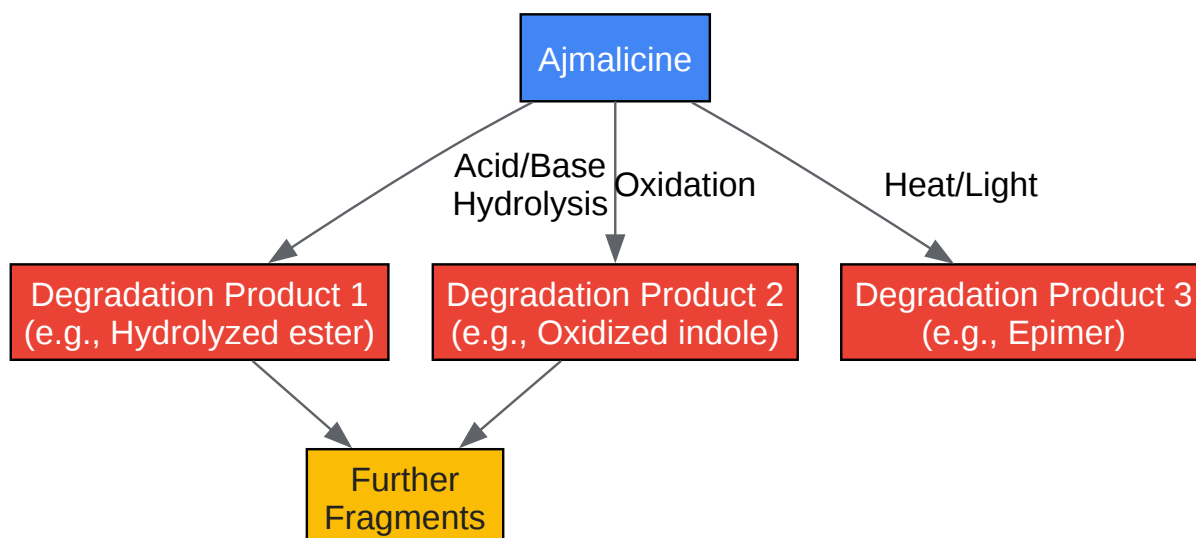 Ajmalicine
Acid/Base
Hydrolysis
Oxidation
Heat/Light
Degradation Product 1
(e.g., Hydrolyzed ester)
Degradation Product 2
(e.g., Oxidized indole)
Degradation Product 3
(e.g., Epimer)
Further
Fragments